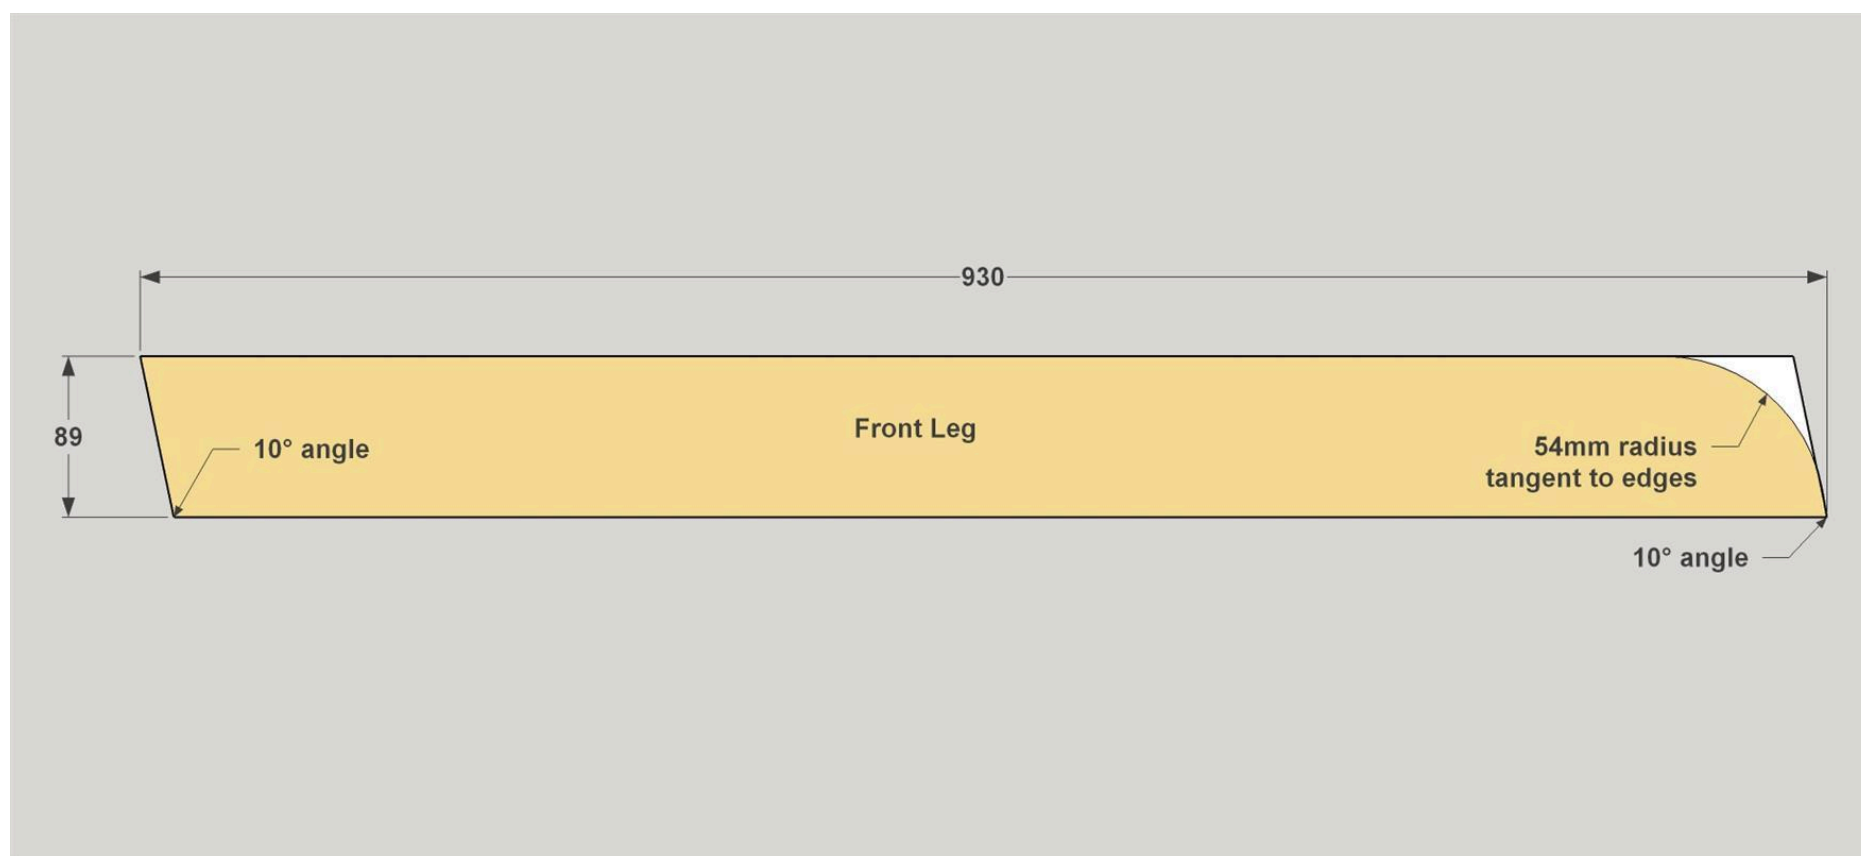 930
89
10° angle
Front Leg
54mm radius
tangent to edges
10° angle